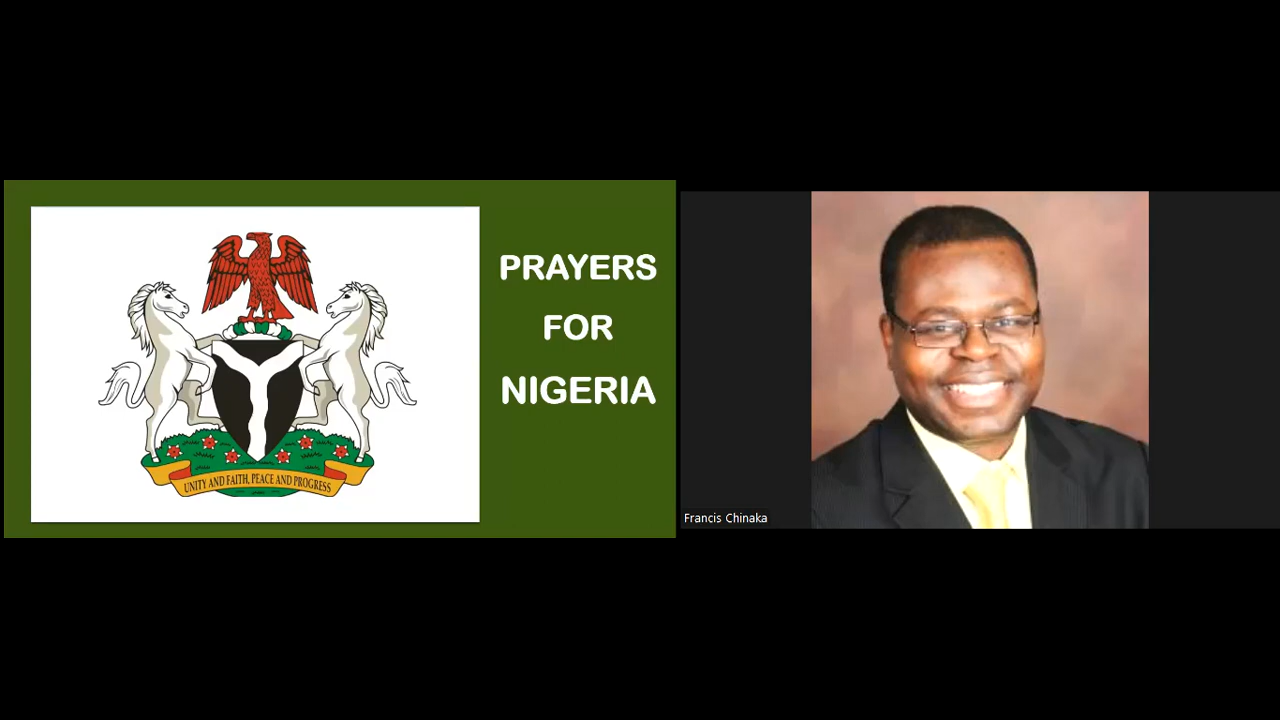 PRAYERS
FOR
NIGERIA
UNITY AND FAITH, PEACE AND PROGRESS
Francis Chinaka